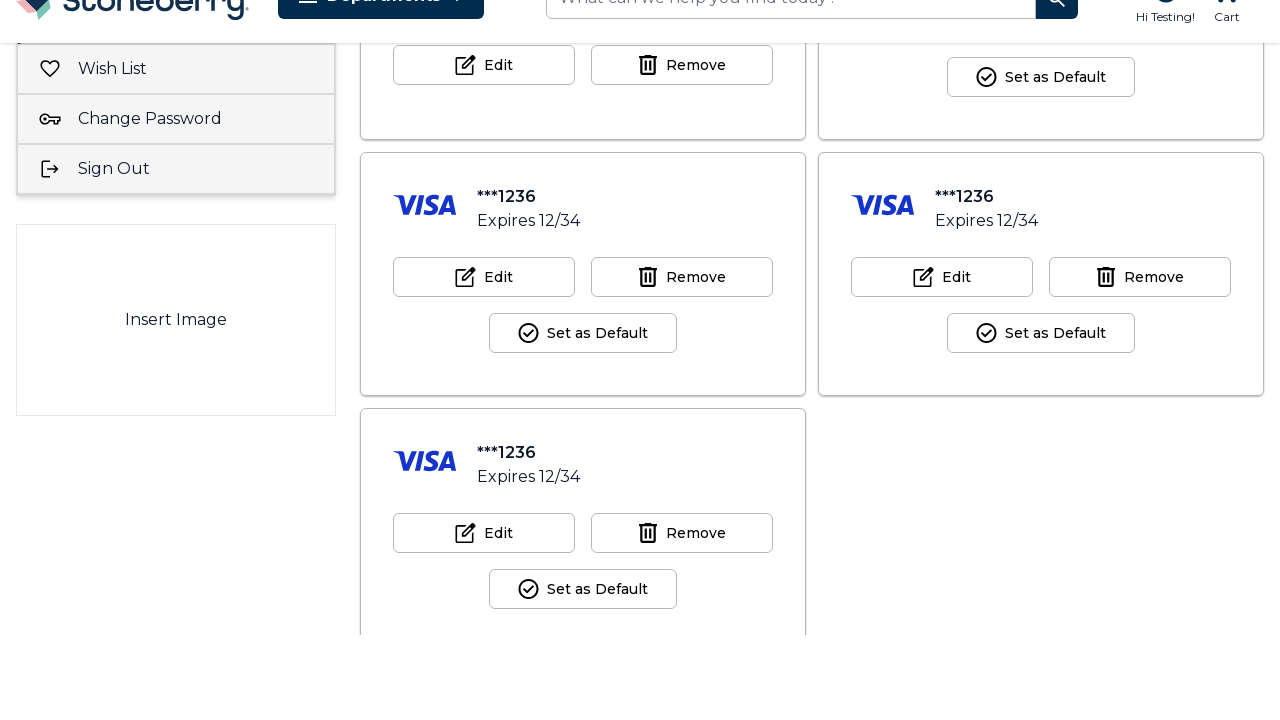 Stoneberry
Departments
What can we help you find today?
Hi Testing!
Cart
Wish List
Change Password
Sign Out
Insert Image
Edit
Remove
Set as Default
VISA
***1236
Expires 12/34
Edit
Remove
Set as Default
VISA
***1236
Expires 12/34
Edit
Remove
Set as Default
VISA
***1236
Expires 12/34
Edit
Remove
Set as Default